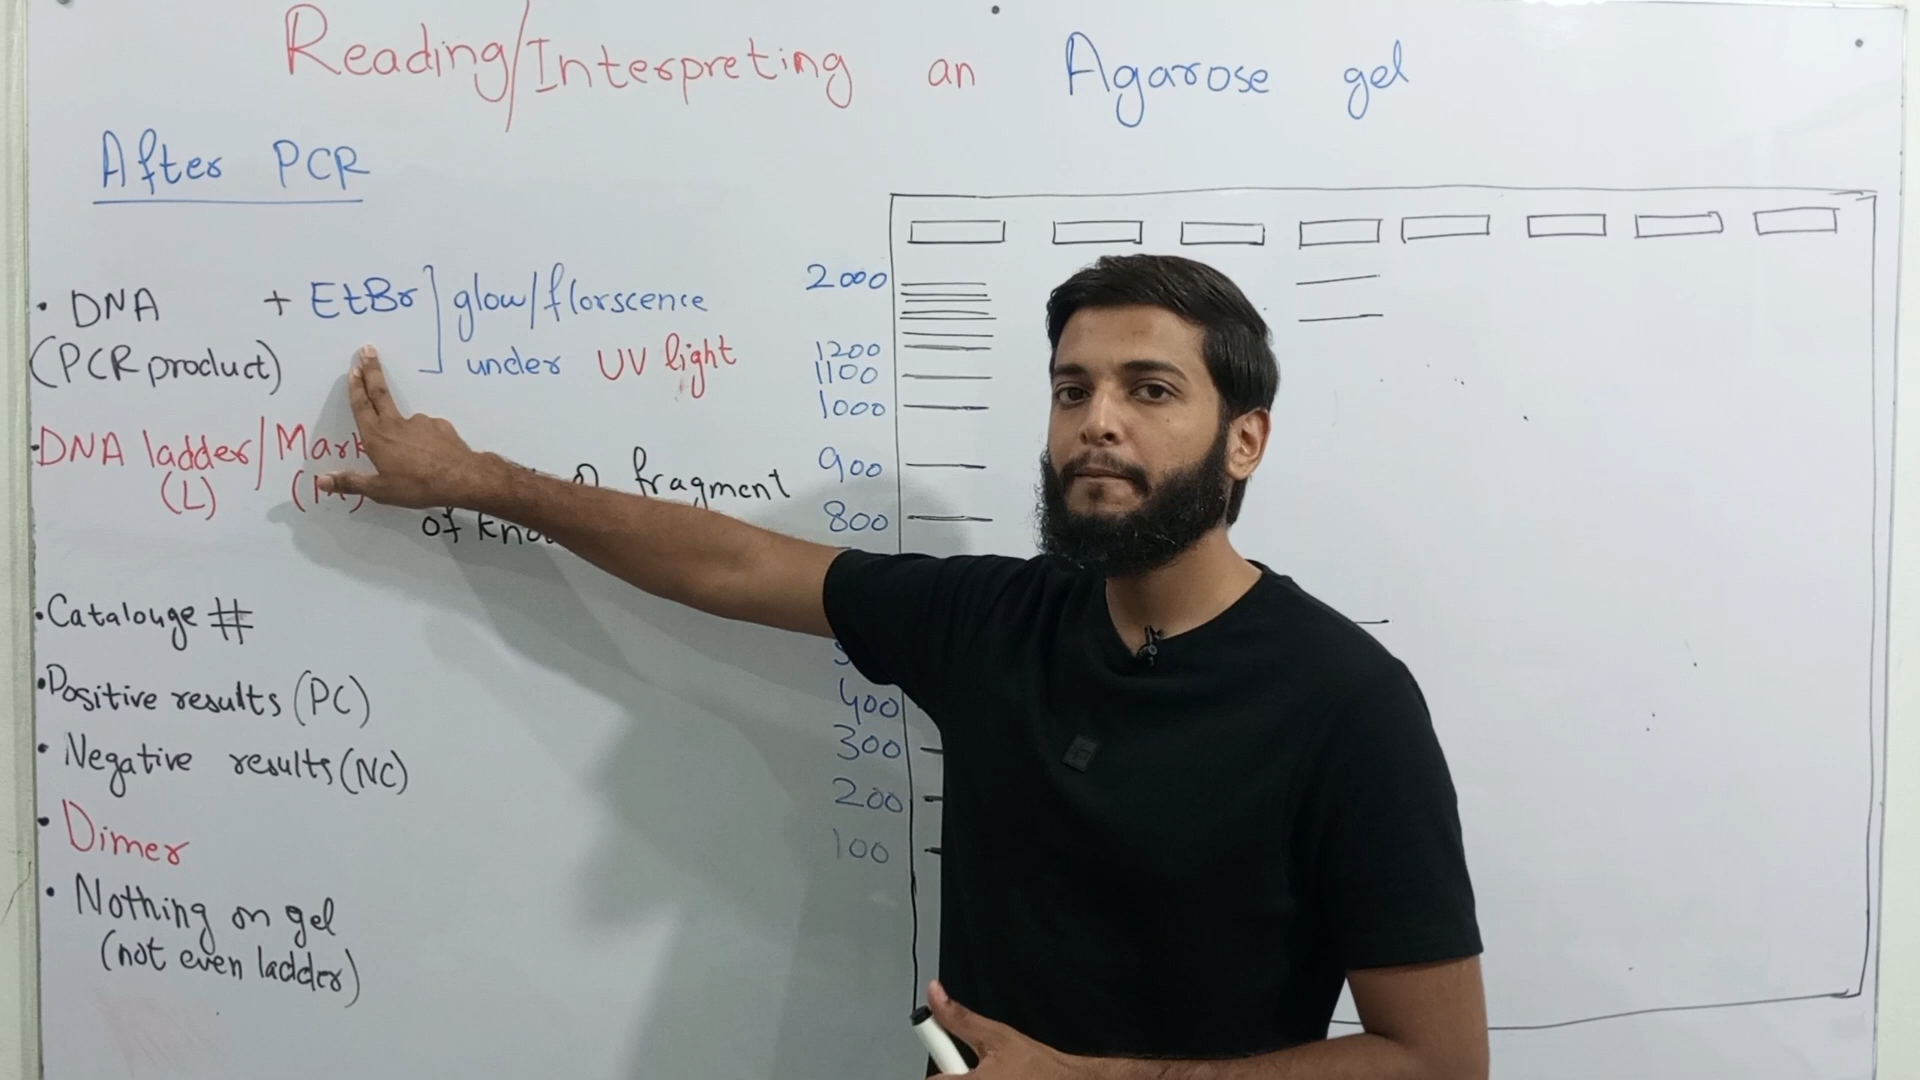 Reading/Interpreting an Agarose gel
After PCR
• DNA + EtBr ] glow/florscence
(PCR product) under UV light
• DNA ladder/Mark
(L) (M) fragment
of kno
• Catalouge #
• Positive results (PC)
• Negative results (NC)
• Dimer
• Nothing on gel
(not even ladder)
2000
1200
1100
1000
900
800
400
300
200
100